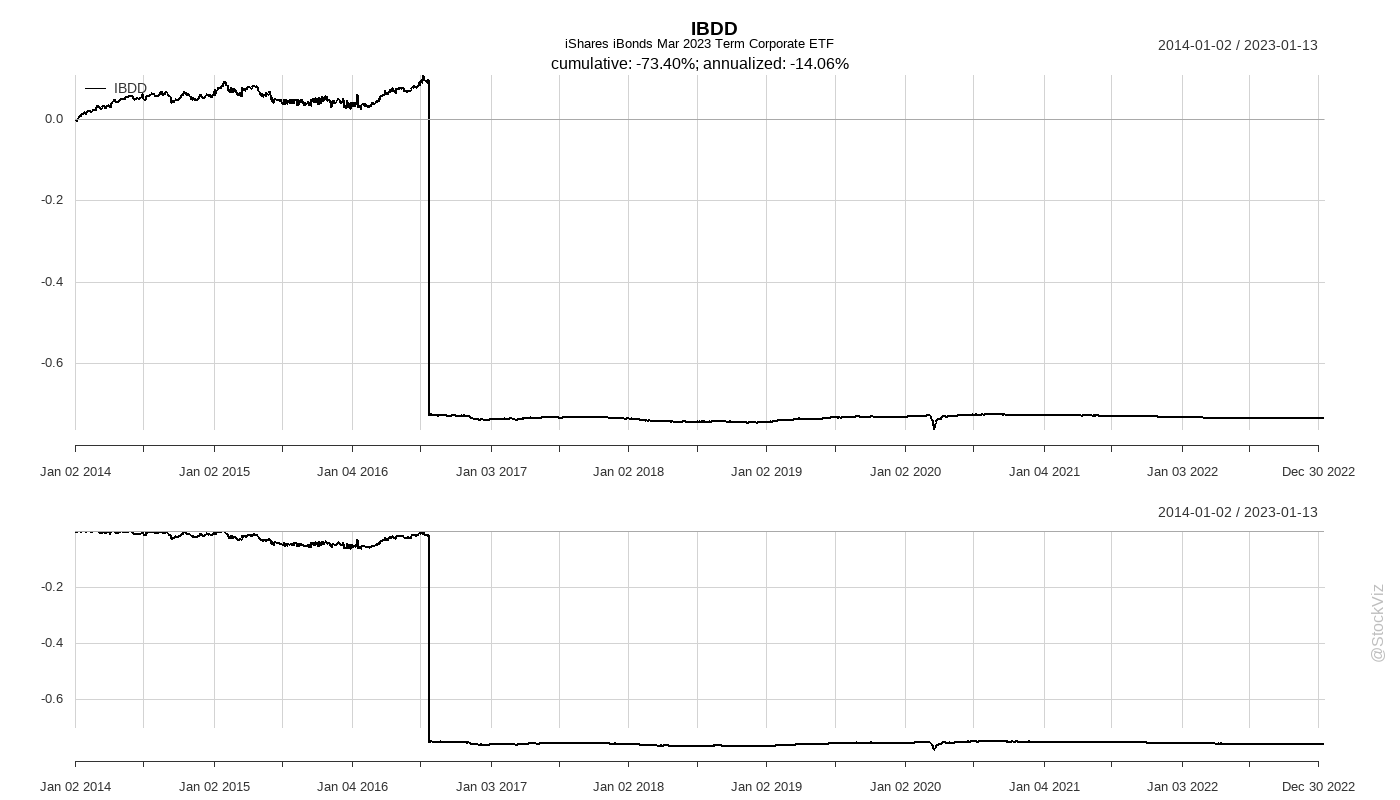 IBDD
iShares iBonds Mar 2023 Term Corporate ETF
cumulative: -73.40%; annualized: -14.06%
2014-01-02 / 2023-01-13
IBDD
0.0
-0.2
-0.4
-0.6
Jan 02 2014 Jan 02 2015 Jan 04 2016 Jan 03 2017 Jan 02 2018 Jan 02 2019 Jan 02 2020 Jan 04 2021 Jan 03 2022 Dec 30 2022
2014-01-02 / 2023-01-13
-0.2
-0.4
-0.6
Jan 02 2014 Jan 02 2015 Jan 04 2016 Jan 03 2017 Jan 02 2018 Jan 02 2019 Jan 02 2020 Jan 04 2021 Jan 03 2022 Dec 30 2022
@StockViz